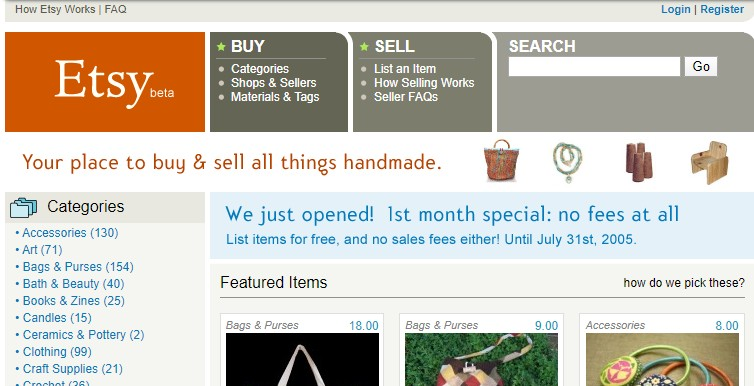 How Etsy Works | FAQ
Login | Register
Etsy beta
BUY
Categories
Shops & Sellers
Materials & Tags
SELL
List an Item
How Selling Works
Seller FAQs
SEARCH
Go
Your place to buy & sell all things handmade.
Categories
• Accessories (130)
• Art (71)
• Bags & Purses (154)
• Bath & Beauty (40)
• Books & Zines (25)
• Candles (15)
• Ceramics & Pottery (2)
• Clothing (99)
• Craft Supplies (21)
• Crochet (36)
We just opened! 1st month special: no fees at all
List items for free, and no sales fees either! Until July 31st, 2005.
Featured Items
how do we pick these?
Bags & Purses 18.00
Bags & Purses 9.00
Accessories 8.00